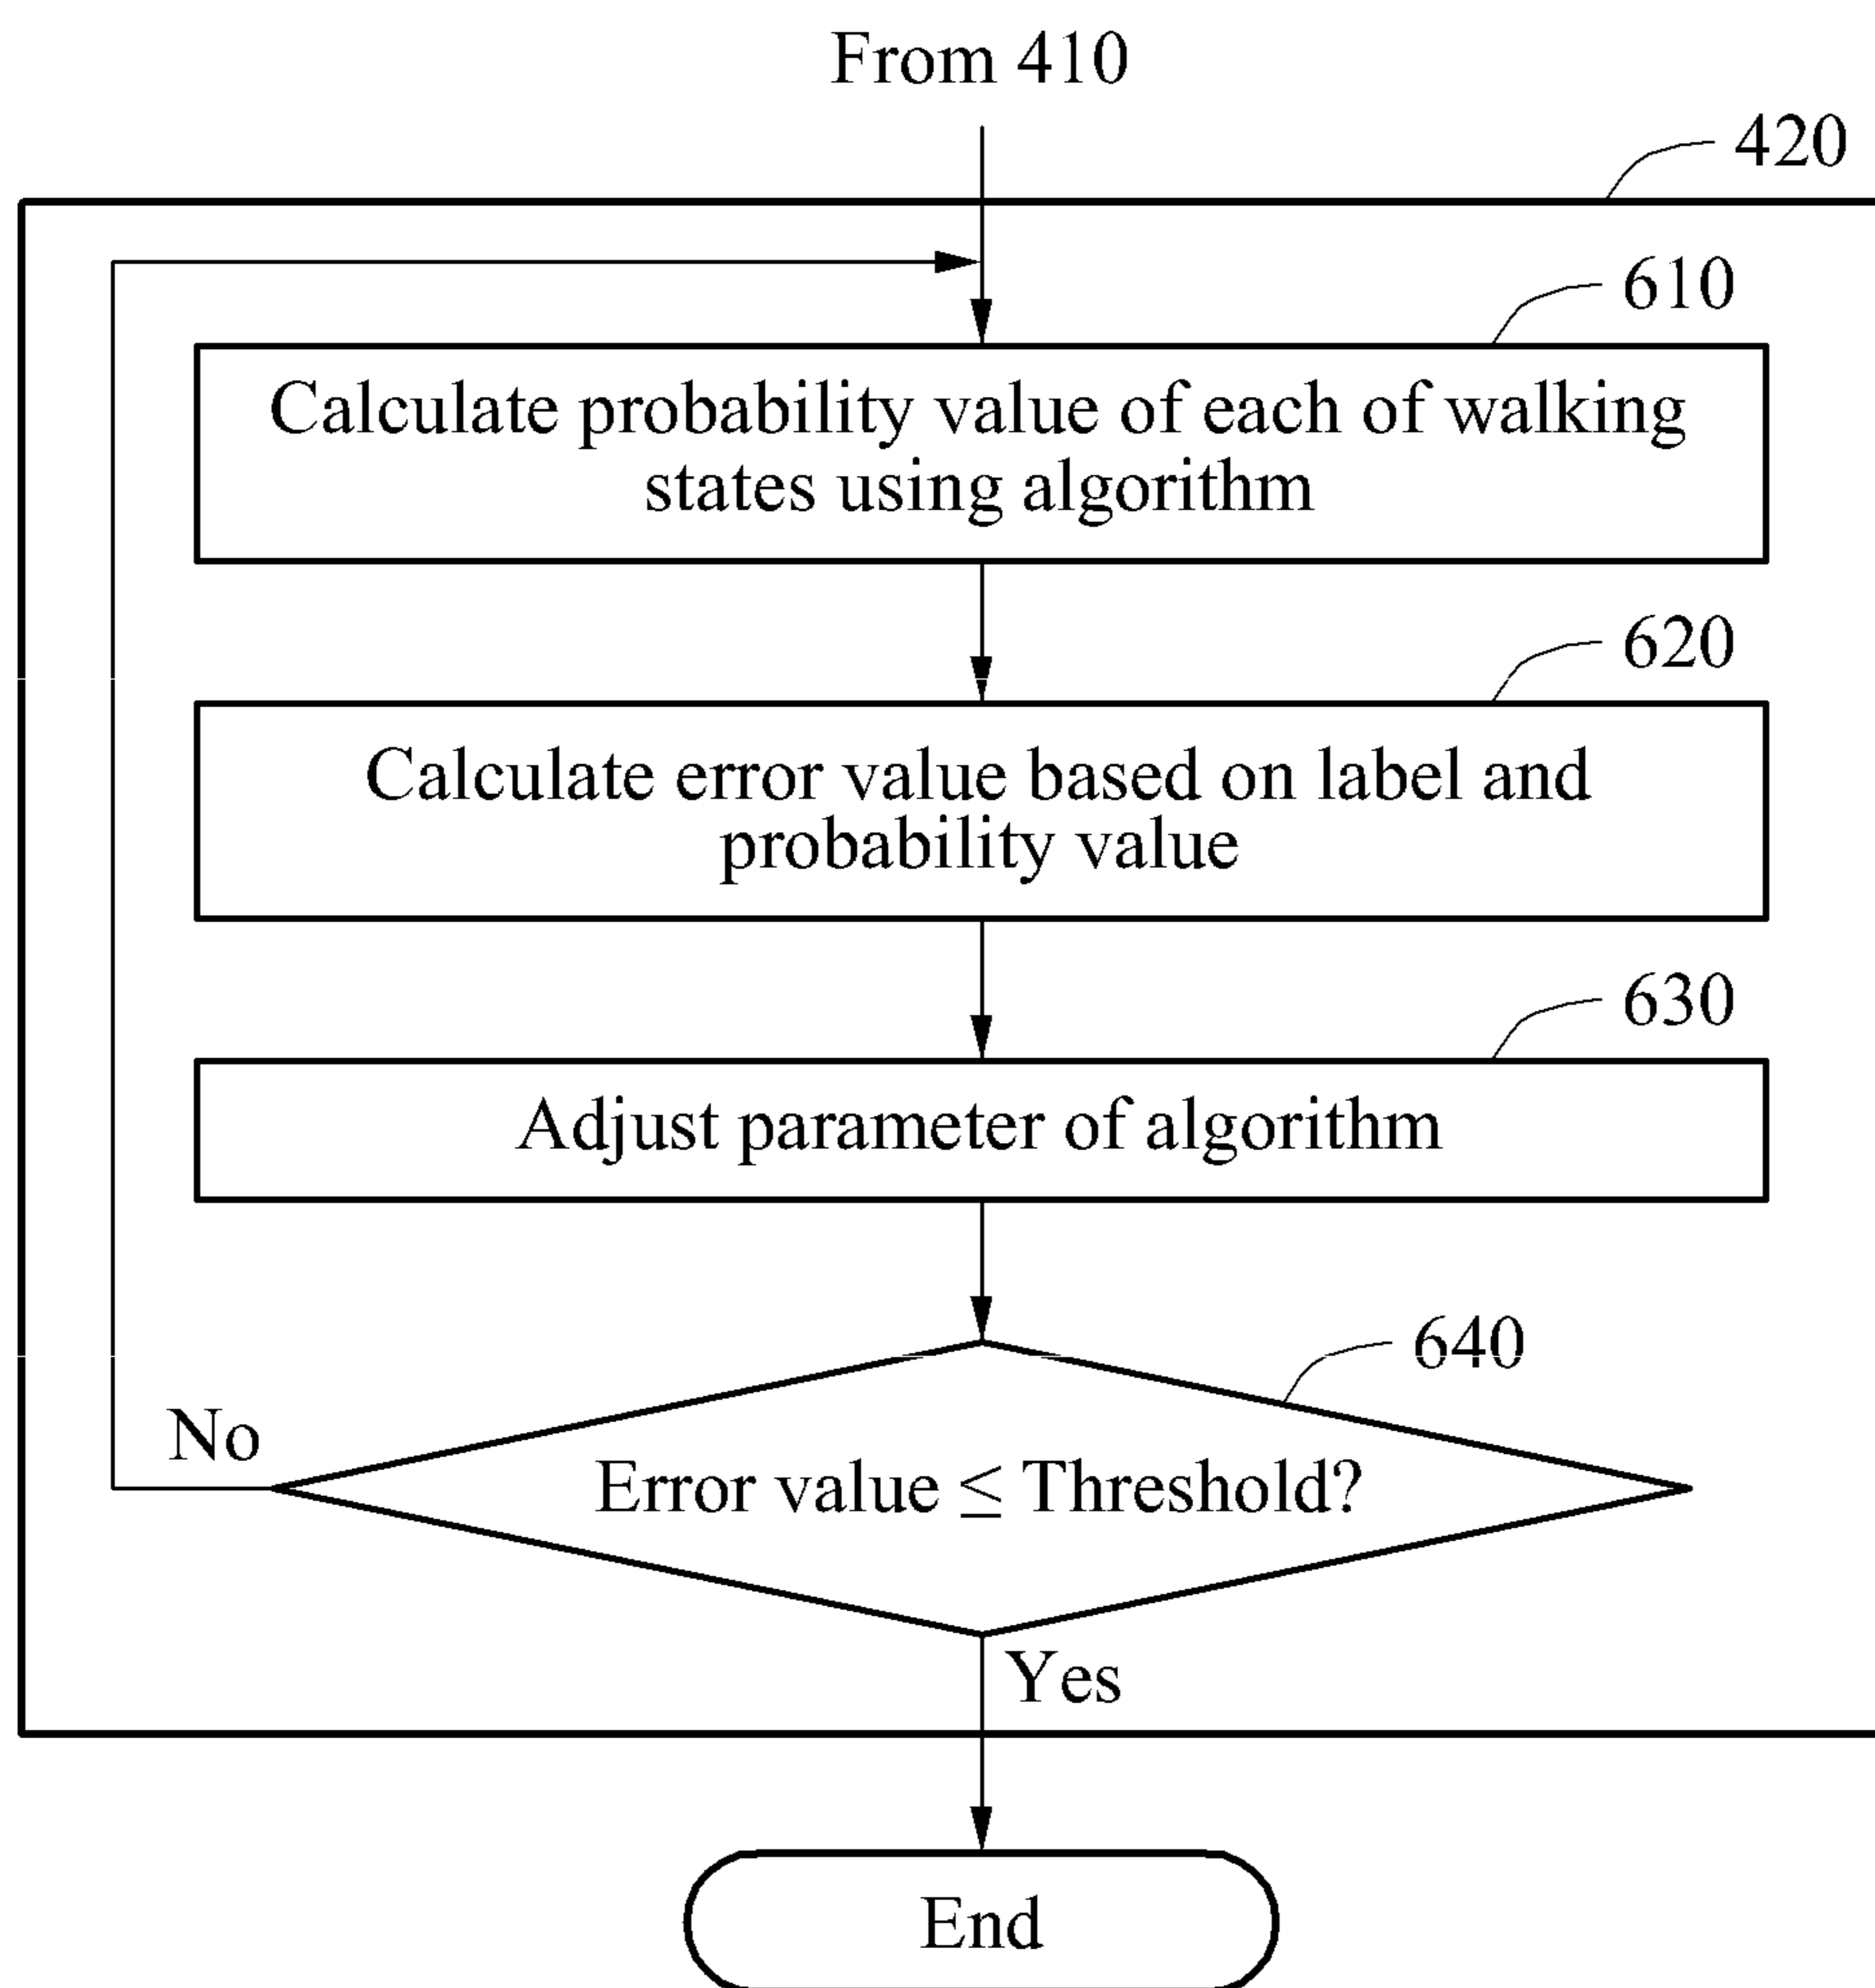 From 410
420
610
Calculate probability value of each of walking
states using algorithm
620
Calculate error value based on label and
probability value
630
Adjust parameter of algorithm
640
No
Error value ≤ Threshold?
Yes
End